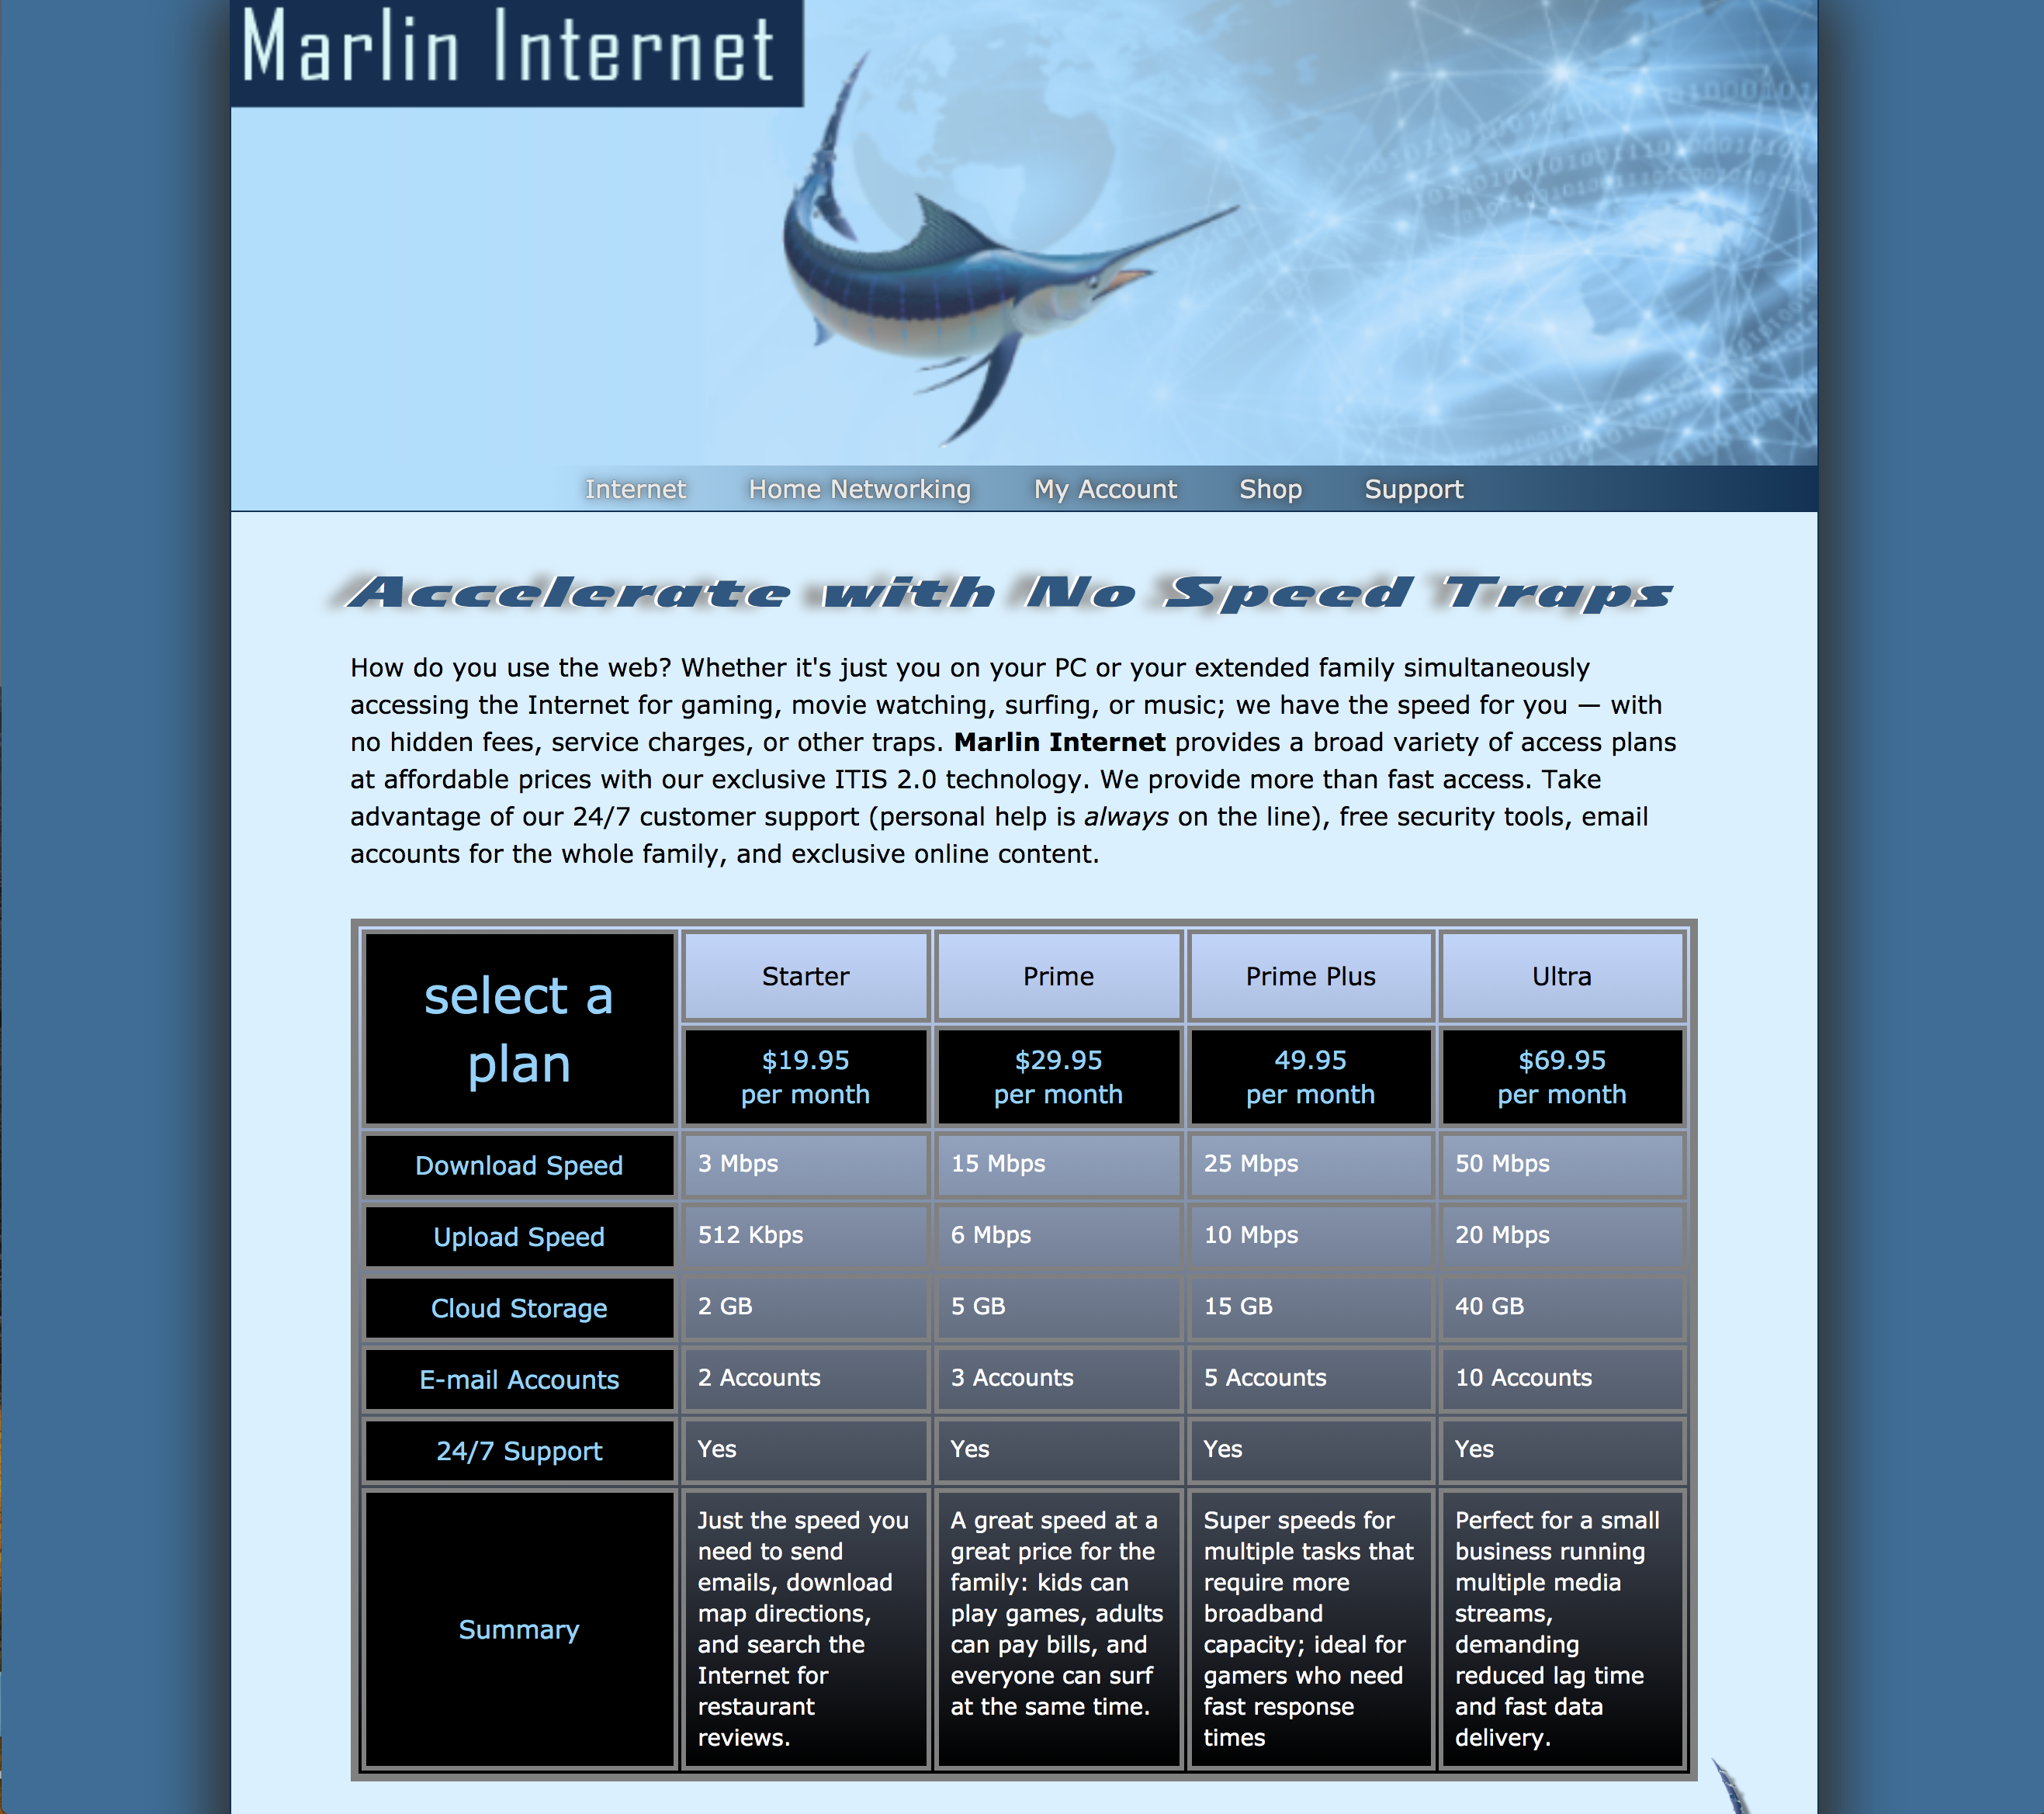 Marlin Internet
Internet Home Networking My Account Shop Support
Accelerate with No Speed Traps
How do you use the web? Whether it's just you on your PC or your extended family simultaneously
accessing the Internet for gaming, movie watching, surfing, or music; we have the speed for you — with
no hidden fees, service charges, or other traps. Marlin Internet provides a broad variety of access plans
at affordable prices with our exclusive ITIS 2.0 technology. We provide more than fast access. Take
advantage of our 24/7 customer support (personal help is always on the line), free security tools, email
accounts for the whole family, and exclusive online content.
select a
plan
Starter Prime Prime Plus Ultra
$19.95
per month
$29.95
per month
49.95
per month
$69.95
per month
Download Speed 3 Mbps 15 Mbps 25 Mbps 50 Mbps
Upload Speed 512 Kbps 6 Mbps 10 Mbps 20 Mbps
Cloud Storage 2 GB 5 GB 15 GB 40 GB
E-mail Accounts 2 Accounts 3 Accounts 5 Accounts 10 Accounts
24/7 Support Yes Yes Yes Yes
Summary
Just the speed you
need to send
emails, download
map directions,
and search the
Internet for
restaurant
reviews.
A great speed at a
great price for the
family: kids can
play games, adults
can pay bills, and
everyone can surf
at the same time.
Super speeds for
multiple tasks that
require more
broadband
capacity; ideal for
gamers who need
fast response
times
Perfect for a small
business running
multiple media
streams,
demanding
reduced lag time
and fast data
delivery.